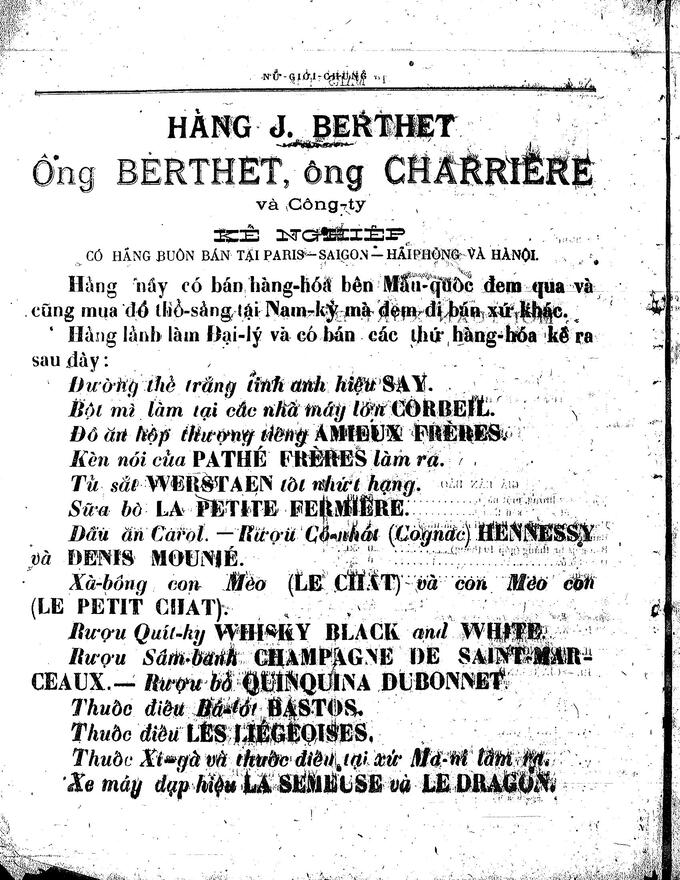 NỮ-GIỚI-CHUNG
HÀNG J. BERTHET
Ông BERTHET, ông CHARRIÈRE
và Công-ty
KẾ NGHIỆP
CÓ HÃNG BUÔN BÁN TẠI PARIS—SAIGON—HẢIPHÒNG VÀ HÀNỘI.
Hàng nầy có bán hàng-hóa bên Mẫu-quốc đem qua và
cũng mua đồ thổ-sảng tại Nam-kỳ mà đem đi bán xứ khác.
Hàng lãnh làm Đại-lý và có bán các thứ hàng-hóa kể ra
sau đây:
Đường thẻ trắng tinh anh hiệu SAY.
Bột mì làm tại các nhà máy lớn CORBEIL.
Đồ ăn hộp thượng tiếng AMIEUX FRÈRES.
Kèn nói của PATHÉ FRÈRES làm ra.
Tủ sắt WERSTAEN tốt nhứt hạng.
Sữa bò LA PETITE FERMIÈRE.
Dầu ăn Carol. — Rượu Cô-nhát (Cognac) HENNESSY
và DENIS MOUNIÉ.
Xà-bông con Mèo (LE CHAT) và con Mèo con
(LE PETIT CHAT).
Rượu Quít-ky WHISKY BLACK and WHITE.
Rượu Sâm-banh CHAMPAGNE DE SAINT-MAR-
CEAUX.— Rượu bổ QUINQUINA DUBONNET.
Thuốc điếu Bá-tốt BASTOS.
Thuốc điếu LES LIÉGEOISES.
Thuốc Xì-gà và thuốc điếu tại xứ Ma-ní làm ra.
Xe máy đạp hiệu LA SEMEUSE và LE DRAGON.